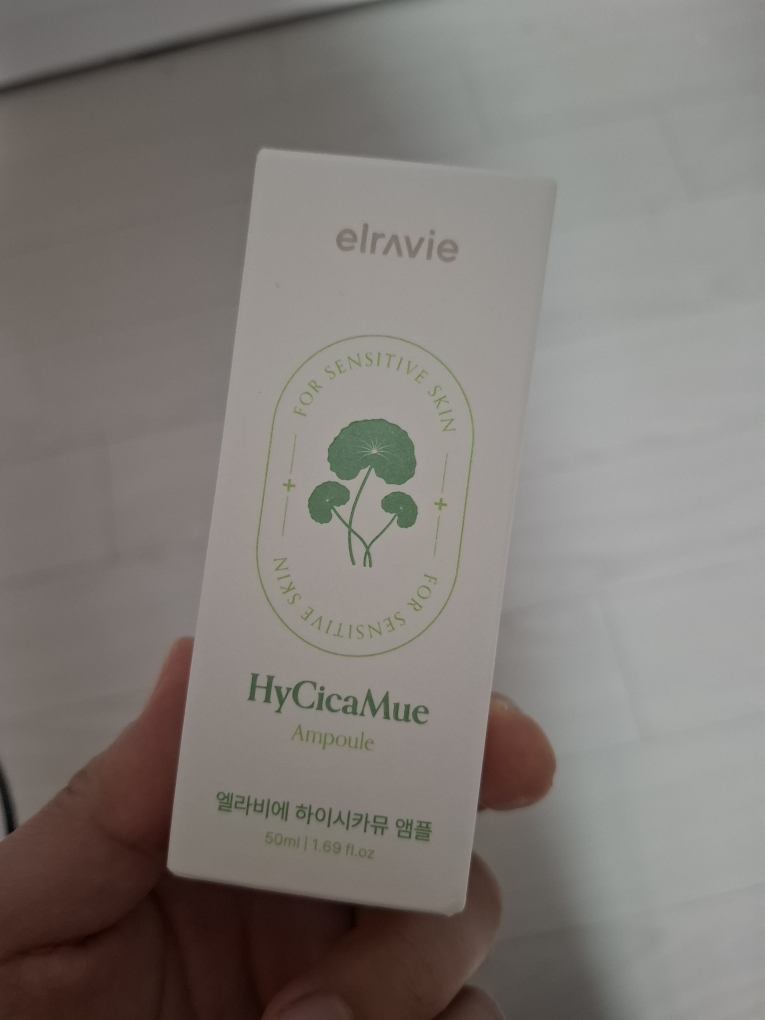 elravie
FOR SENSITIVE SKIN
FOR SENSITIVE SKIN
HyCicaMue
Ampoule
엘라비에 하이시카뮤 앰플
50ml | 1.69 fl.oz